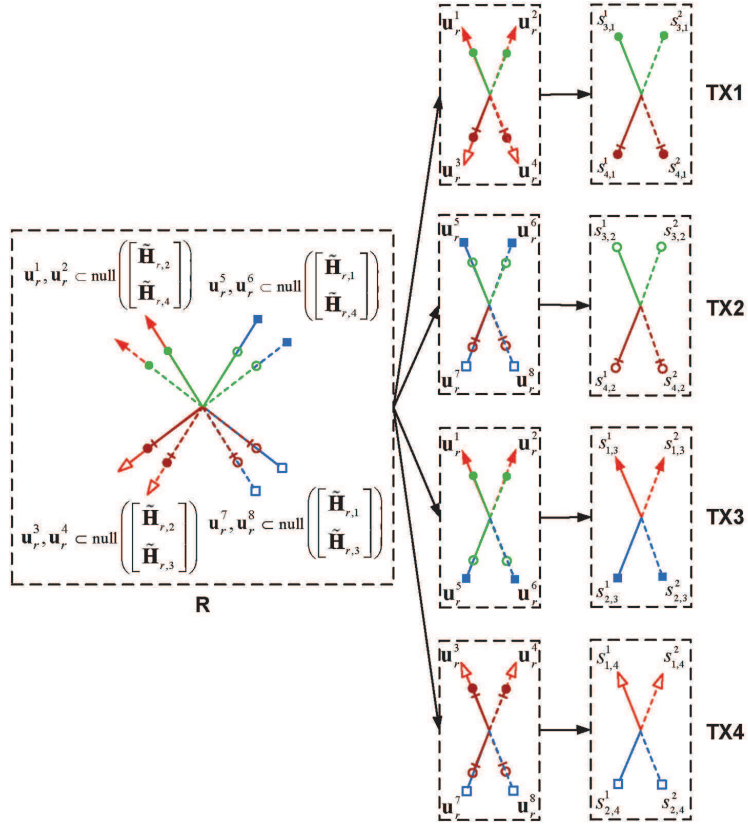 u_r^1, u_r^2 ⊂ null([H̃_{r,2} H̃_{r,4}])
u_r^5, u_r^6 ⊂ null([H̃_{r,1} H̃_{r,4}])
u_r^3, u_r^4 ⊂ null([H̃_{r,2} H̃_{r,3}])
u_r^7, u_r^8 ⊂ null([H̃_{r,1} H̃_{r,3}])
R
u_r^1 u_r^2
u_r^3 u_r^4
s_{3,1}^1 s_{3,1}^2
s_{4,1}^1 s_{4,1}^2
TX1
u_r^5 u_r^6
u_r^7 u_r^8
s_{3,2}^1 s_{3,2}^2
s_{4,2}^1 s_{4,2}^2
TX2
u_r^1 u_r^2
u_r^5 u_r^6
s_{1,3}^1 s_{1,3}^2
s_{2,3}^1 s_{2,3}^2
TX3
u_r^3 u_r^4
u_r^7 u_r^8
s_{1,4}^1 s_{1,4}^2
s_{2,4}^1 s_{2,4}^2
TX4